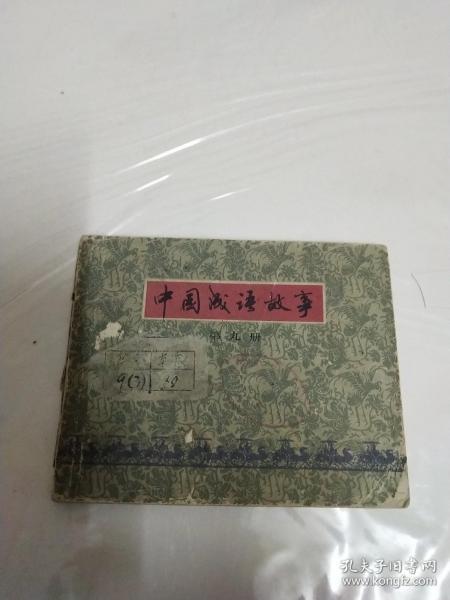 中国成语故事
第九册
9(7)
孔夫子旧书网
www.kongfz.com